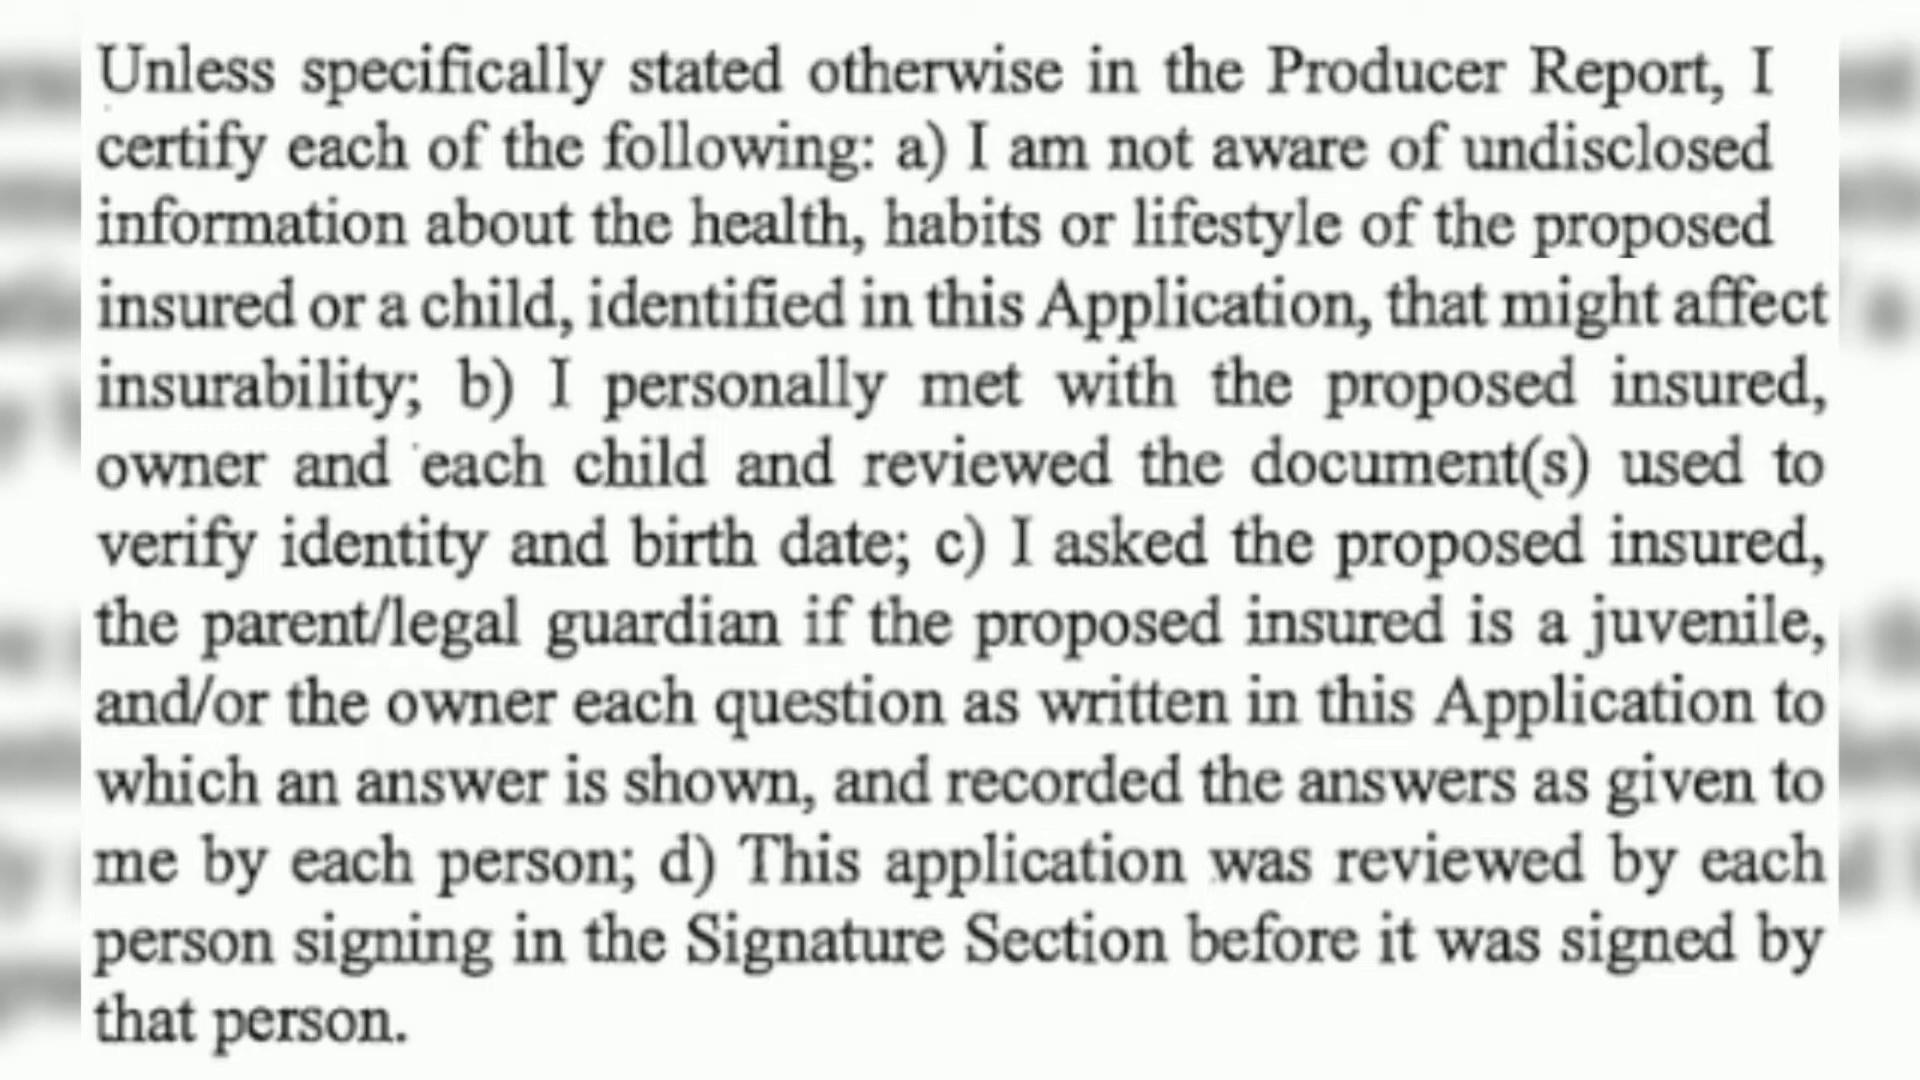 Unless specifically stated otherwise in the Producer Report, I
certify each of the following: a) I am not aware of undisclosed
information about the health, habits or lifestyle of the proposed
insured or a child, identified in this Application, that might affect
insurability; b) I personally met with the proposed insured,
owner and each child and reviewed the document(s) used to
verify identity and birth date; c) I asked the proposed insured,
the parent/legal guardian if the proposed insured is a juvenile,
and/or the owner each question as written in this Application to
which an answer is shown, and recorded the answers as given to
me by each person; d) This application was reviewed by each
person signing in the Signature Section before it was signed by
that person.